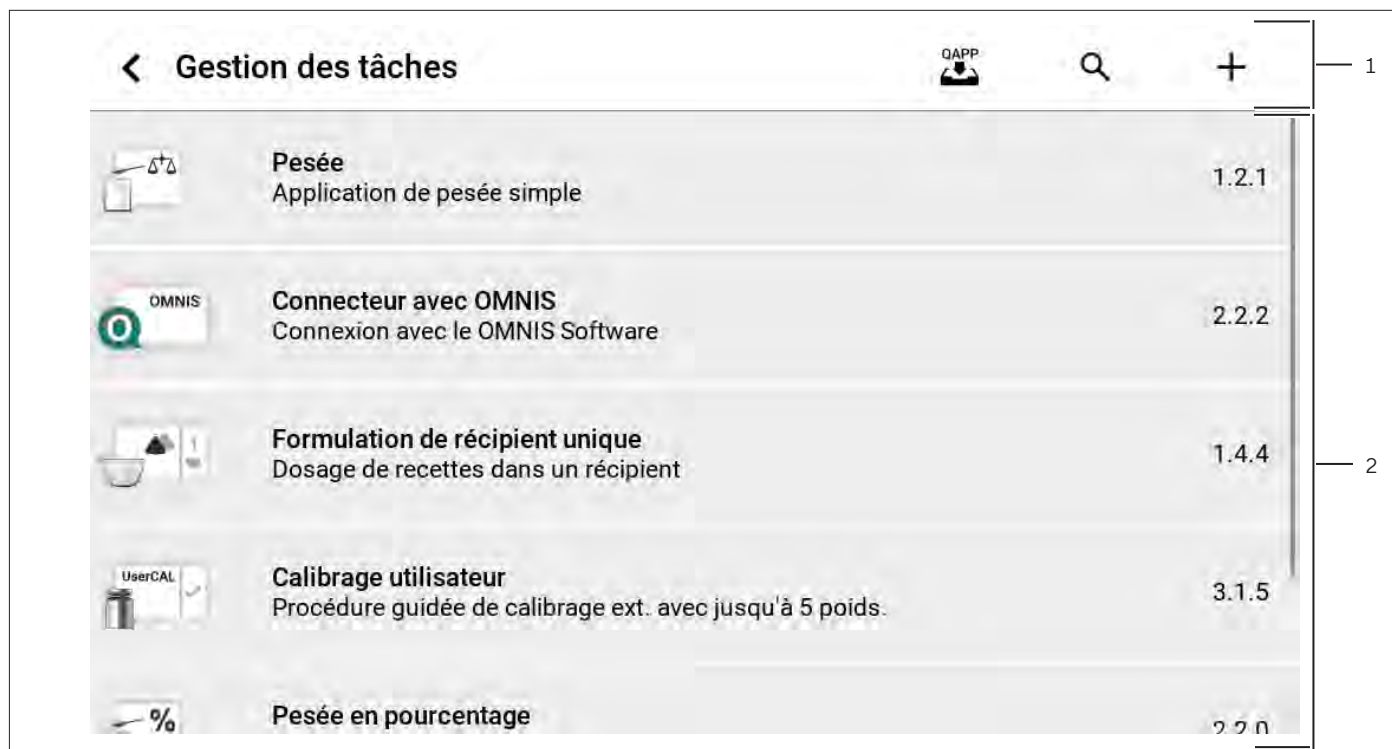 Gestion des tâches
QAPP
1
Pesée
Application de pesée simple
1.2.1
OMNIS
Connecteur avec OMNIS
Connexion avec le OMNIS Software
2.2.2
Formulation de récipient unique
Dosage de recettes dans un récipient
1.4.4
2
UserCAL
Calibrage utilisateur
Procédure guidée de calibrage ext. avec jusqu'à 5 poids.
3.1.5
%
Pesée en pourcentage
2.2.0